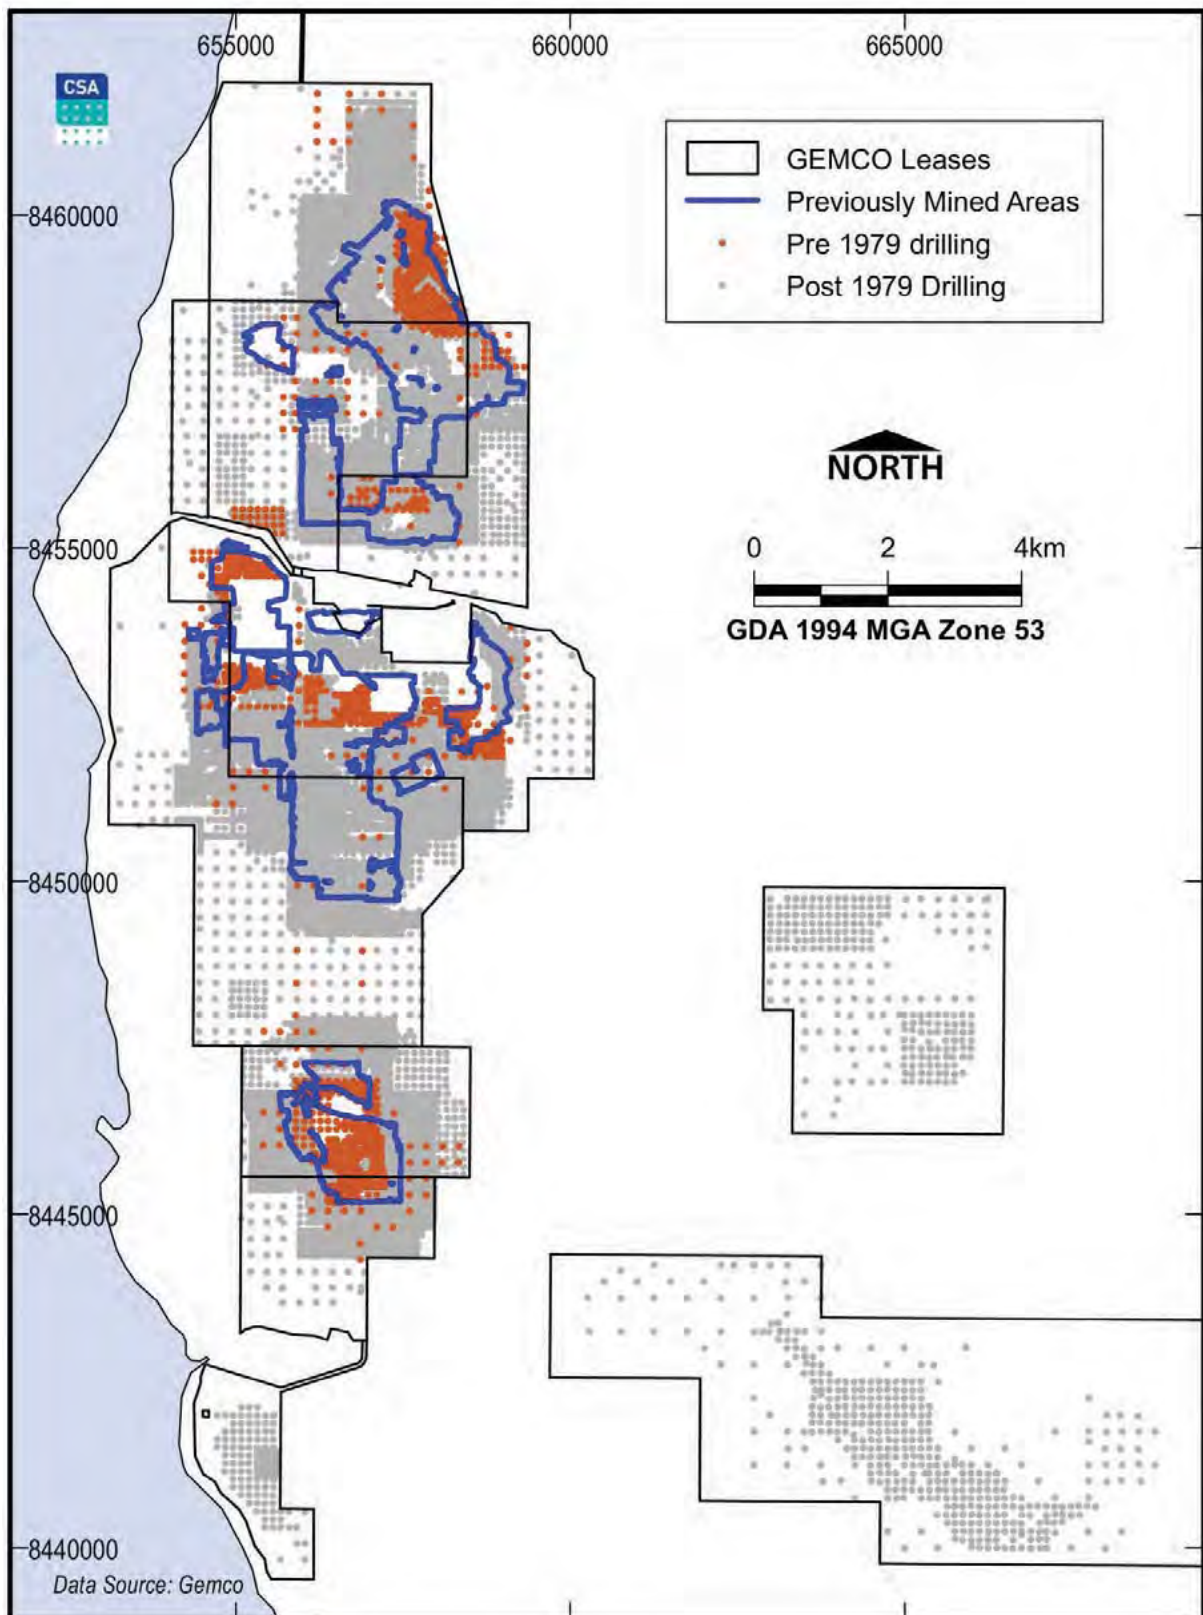 655000
660000
665000
CSA
GEMCO Leases
Previously Mined Areas
Pre 1979 drilling
Post 1979 Drilling
8460000
NORTH
8455000
0 2 4km
GDA 1994 MGA Zone 53
8450000
8445000
8440000
Data Source: Gemco